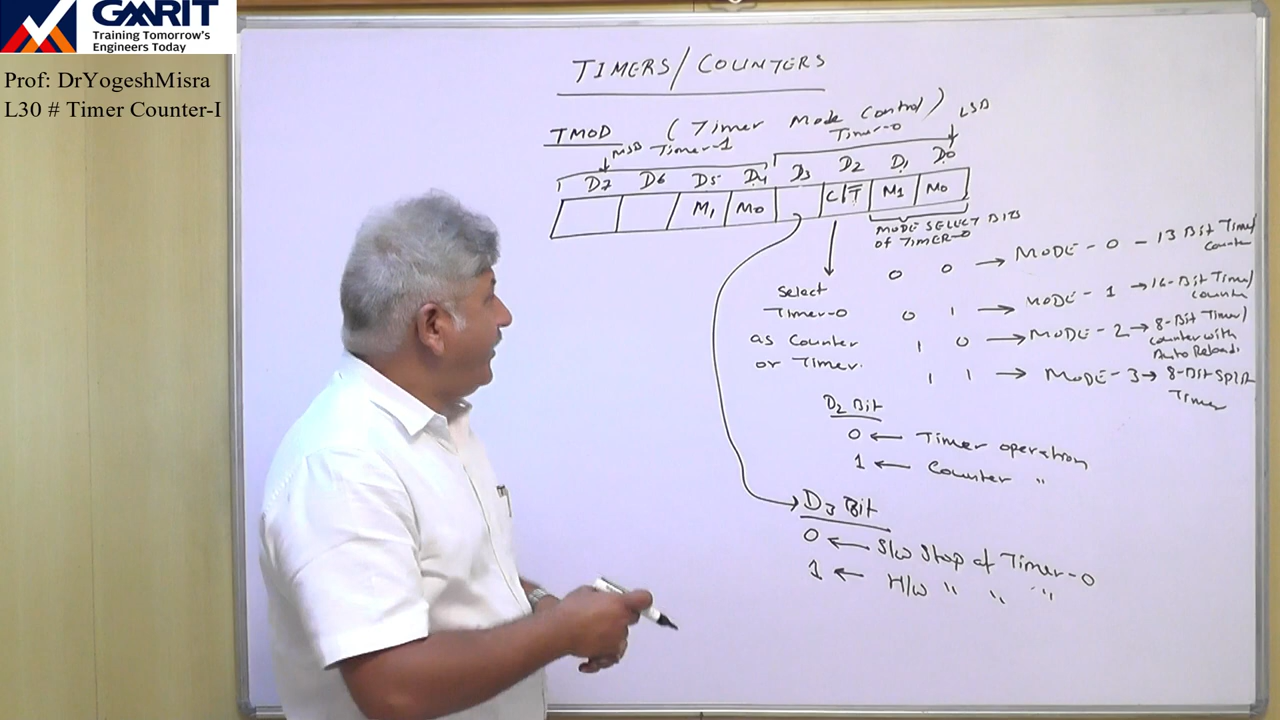 GMRIT
Training Tomorrow's
Engineers Today
Prof: DrYogeshMisra
L30 # Timer Counter-I
TIMERS/COUNTERS
TMOD (Timer Mode Control)
MSB Timer-1 Timer-0 LSB
D7 D6 D5 D4 D3 D2 D1 D0
M1 M0 C/T̅ M1 M0
MODE SELECT BITS
of TIMER-0
0 0 → MODE-0 - 13 Bit Timer/
Counter
0 1 → MODE-1 → 16-Bit Timer/
Counter
1 0 → MODE-2 → 8-Bit Timer/
Counter with
Auto Reload.
1 1 → MODE-3 → 8-Bit Split
Timer
Select
Timer-0
as Counter
or Timer.
D2 Bit
0 ← Timer operation
1 ← Counter "
D3 Bit
0 ← S/W Stop of Timer-0
1 ← H/W " " "